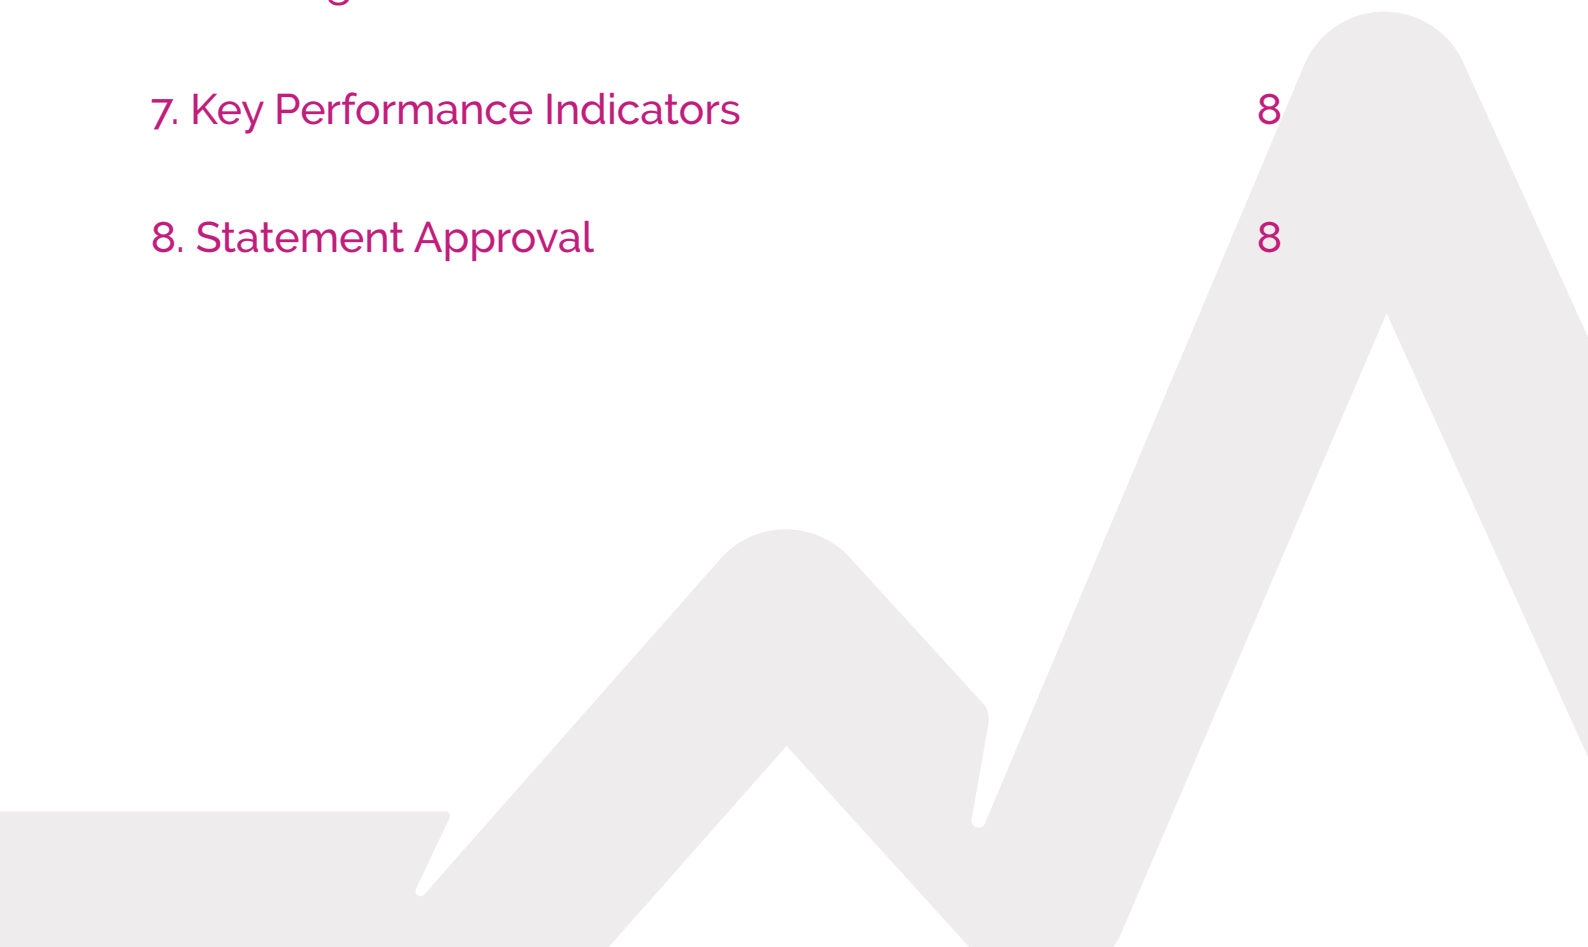 7. Key Performance Indicators 8
8. Statement Approval 8